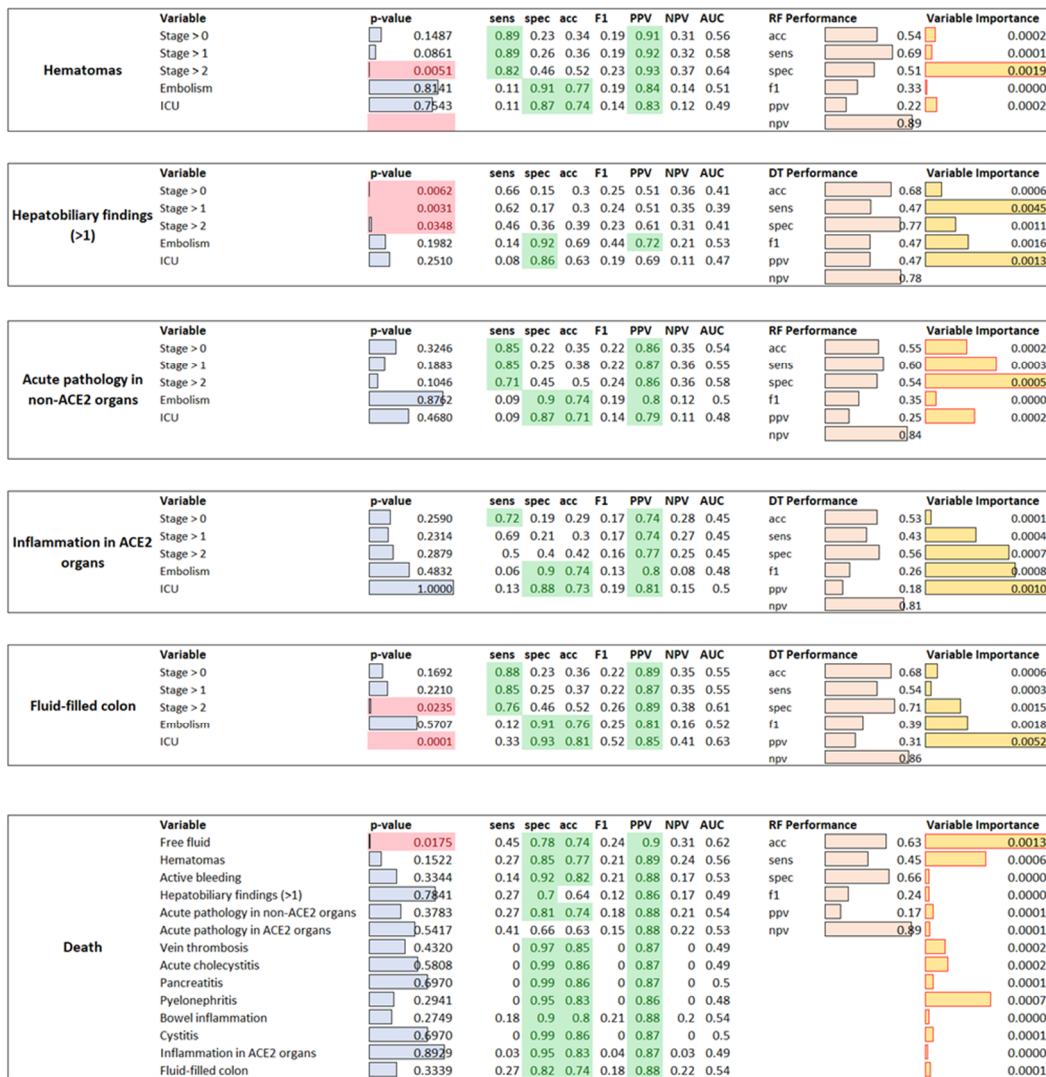 Variable p-value sens spec acc F1 PPV NPV AUC RF Performance Variable Importance
Stage > 0 0.1487 0.89 0.23 0.34 0.19 0.91 0.31 0.56 acc 0.54 0.0002
Stage > 1 0.0861 0.89 0.26 0.36 0.19 0.92 0.32 0.58 sens 0.69 0.0001
Hematomas Stage > 2 0.0051 0.82 0.46 0.52 0.23 0.93 0.37 0.64 spec 0.51 0.0019
Embolism 0.8141 0.11 0.91 0.77 0.19 0.84 0.14 0.51 f1 0.33 0.0000
ICU 0.7543 0.11 0.87 0.74 0.14 0.83 0.12 0.49 ppv 0.22 0.0002
npv 0.89
Variable p-value sens spec acc F1 PPV NPV AUC DT Performance Variable Importance
Stage > 0 0.0062 0.66 0.15 0.3 0.25 0.51 0.36 0.41 acc 0.68 0.0006
Hepatobiliary findings Stage > 1 0.0031 0.62 0.17 0.3 0.24 0.51 0.35 0.39 sens 0.47 0.0045
(>1) Stage > 2 0.0348 0.46 0.36 0.39 0.23 0.61 0.31 0.41 spec 0.77 0.0011
Embolism 0.1982 0.14 0.92 0.69 0.44 0.72 0.21 0.53 f1 0.47 0.0016
ICU 0.2510 0.08 0.86 0.63 0.19 0.69 0.11 0.47 ppv 0.47 0.0013
npv 0.78
Variable p-value sens spec acc F1 PPV NPV AUC RF Performance Variable Importance
Stage > 0 0.3246 0.85 0.22 0.35 0.22 0.86 0.35 0.54 acc 0.55 0.0002
Stage > 1 0.1883 0.85 0.25 0.38 0.22 0.87 0.36 0.55 sens 0.60 0.0003
Acute pathology in Stage > 2 0.1046 0.71 0.45 0.5 0.24 0.86 0.36 0.58 spec 0.54 0.0005
non-ACE2 organs Embolism 0.8762 0.09 0.9 0.74 0.19 0.8 0.12 0.5 f1 0.35 0.0000
ICU 0.4680 0.09 0.87 0.71 0.14 0.79 0.11 0.48 ppv 0.25 0.0002
npv 0.84
Variable p-value sens spec acc F1 PPV NPV AUC DT Performance Variable Importance
Stage > 0 0.2590 0.72 0.19 0.29 0.17 0.74 0.28 0.45 acc 0.53 0.0001
Inflammation in ACE2 Stage > 1 0.2314 0.69 0.21 0.3 0.17 0.74 0.27 0.45 sens 0.43 0.0004
organs Stage > 2 0.2879 0.5 0.4 0.42 0.16 0.77 0.25 0.45 spec 0.56 0.0007
Embolism 0.4832 0.06 0.9 0.74 0.13 0.8 0.08 0.48 f1 0.26 0.0008
ICU 1.0000 0.13 0.88 0.73 0.19 0.81 0.15 0.5 ppv 0.18 0.0010
npv 0.81
Variable p-value sens spec acc F1 PPV NPV AUC DT Performance Variable Importance
Stage > 0 0.1692 0.88 0.23 0.36 0.22 0.89 0.35 0.55 acc 0.68 0.0006
Stage > 1 0.2210 0.85 0.25 0.37 0.22 0.87 0.35 0.55 sens 0.54 0.0003
Fluid-filled colon Stage > 2 0.0235 0.76 0.46 0.52 0.26 0.89 0.38 0.61 spec 0.71 0.0015
Embolism 0.5707 0.12 0.91 0.76 0.25 0.81 0.16 0.52 f1 0.39 0.0018
ICU 0.0001 0.33 0.93 0.81 0.52 0.85 0.41 0.63 ppv 0.31 0.0052
npv 0.86
Variable p-value sens spec acc F1 PPV NPV AUC RF Performance Variable Importance
Free fluid 0.0175 0.45 0.78 0.74 0.24 0.9 0.31 0.62 acc 0.63 0.0013
Hematomas 0.1522 0.27 0.85 0.77 0.21 0.89 0.24 0.56 sens 0.45 0.0006
Active bleeding 0.3344 0.14 0.92 0.82 0.21 0.88 0.17 0.53 spec 0.66 0.0000
Hepatobiliary findings (>1) 0.7841 0.27 0.7 0.64 0.12 0.86 0.17 0.49 f1 0.24 0.0000
Acute pathology in non-ACE2 organs 0.3783 0.27 0.81 0.74 0.18 0.88 0.21 0.54 ppv 0.17 0.0001
Acute pathology in ACE2 organs 0.5417 0.41 0.66 0.63 0.15 0.88 0.22 0.53 npv 0.89 0.0001
Death Vein thrombosis 0.4320 0 0.97 0.85 0 0.87 0 0.49 0.0002
Acute cholecystitis 0.5808 0 0.99 0.86 0 0.87 0 0.49 0.0002
Pancreatitis 0.6970 0 0.99 0.86 0 0.87 0 0.5 0.0001
Pyelonephritis 0.2941 0 0.95 0.83 0 0.86 0 0.48 0.0007
Bowel inflammation 0.2749 0.18 0.9 0.8 0.21 0.88 0.2 0.54 0.0000
Cystitis 0.6970 0 0.99 0.86 0 0.87 0 0.5 0.0001
Inflammation in ACE2 organs 0.8929 0.03 0.95 0.83 0.04 0.87 0.03 0.49 0.0000
Fluid-filled colon 0.3339 0.27 0.82 0.74 0.18 0.88 0.22 0.54 0.0001